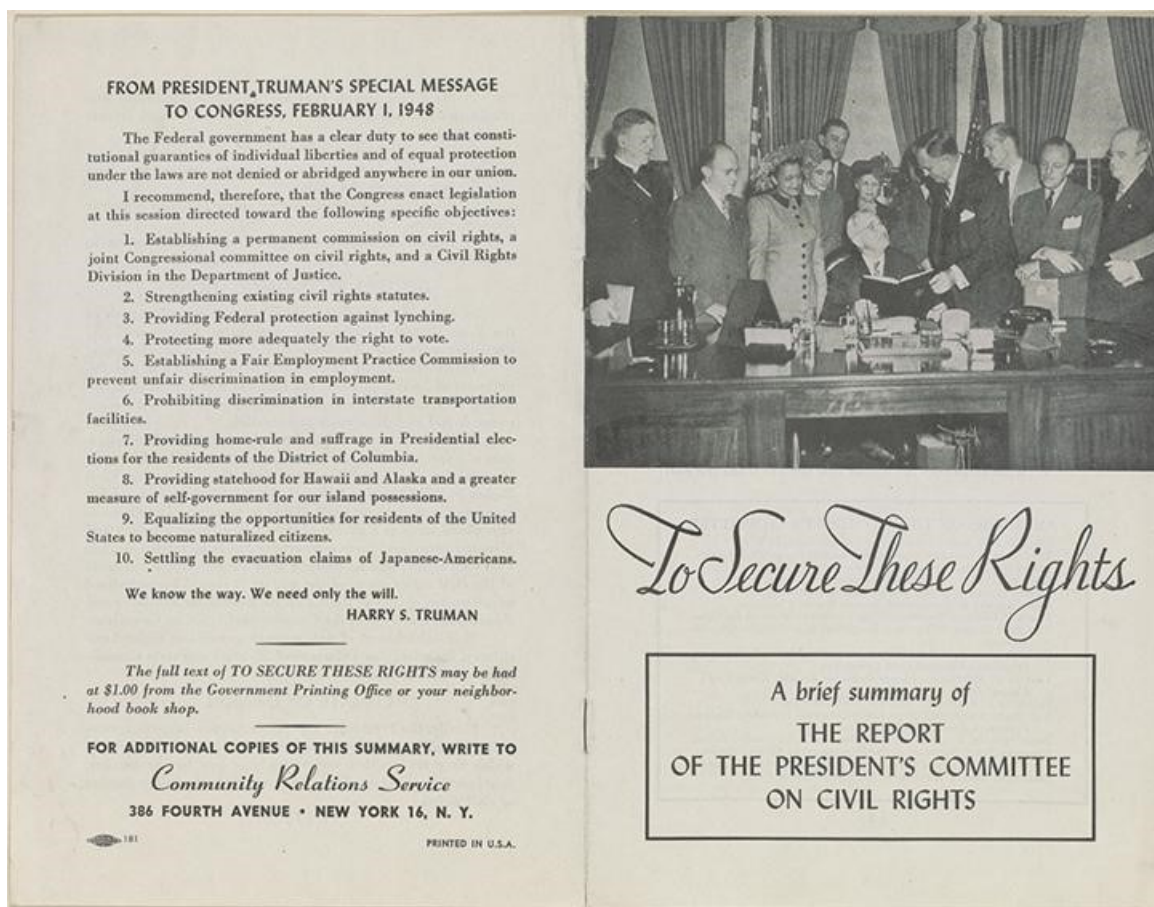 FROM PRESIDENT TRUMAN'S SPECIAL MESSAGE
TO CONGRESS, FEBRUARY 1, 1948
The Federal government has a clear duty to see that consti-
tutional guaranties of individual liberties and of equal protection
under the laws are not denied or abridged anywhere in our union.
I recommend, therefore, that the Congress enact legislation
at this session directed toward the following specific objectives:
1. Establishing a permanent commission on civil rights, a
joint Congressional committee on civil rights, and a Civil Rights
Division in the Department of Justice.
2. Strengthening existing civil rights statutes.
3. Providing Federal protection against lynching.
4. Protecting more adequately the right to vote.
5. Establishing a Fair Employment Practice Commission to
prevent unfair discrimination in employment.
6. Prohibiting discrimination in interstate transportation
facilities.
7. Providing home-rule and suffrage in Presidential elec-
tions for the residents of the District of Columbia.
8. Providing statehood for Hawaii and Alaska and a greater
measure of self-government for our island possessions.
9. Equalizing the opportunities for residents of the United
States to become naturalized citizens.
10. Settling the evacuation claims of Japanese-Americans.
We know the way. We need only the will.
HARRY S. TRUMAN
The full text of TO SECURE THESE RIGHTS may be had
at $1.00 from the Government Printing Office or your neighbor-
hood book shop.
FOR ADDITIONAL COPIES OF THIS SUMMARY, WRITE TO
Community Relations Service
386 FOURTH AVENUE • NEW YORK 16, N. Y.
181
PRINTED IN U.S.A.
To Secure These Rights
A brief summary of
THE REPORT
OF THE PRESIDENT'S COMMITTEE
ON CIVIL RIGHTS